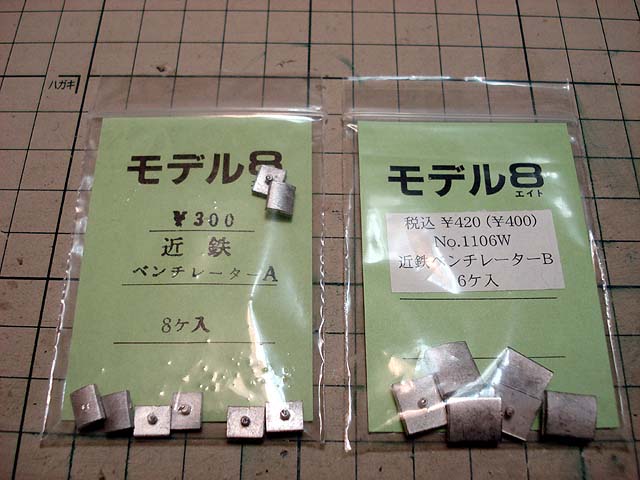 ハガキ
モデル8
¥300
近鉄
ベンチレーターA
8ヶ入
モデル8
エイト
税込 ¥420 (¥400)
No.1106W
近鉄ベンチレーターB
6ケ入